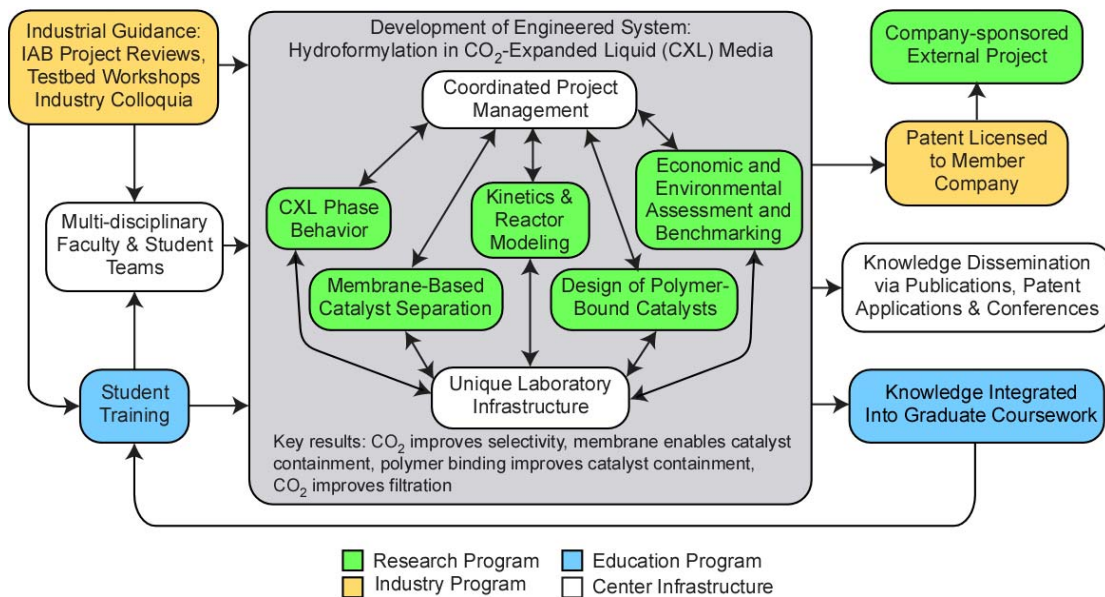 Industrial Guidance:
IAB Project Reviews,
Testbed Workshops
Industry Colloquia
Development of Engineered System:
Hydroformylation in CO₂-Expanded Liquid (CXL) Media
Company-sponsored
External Project
Coordinated Project
Management
Patent Licensed
to Member
Company
Economic and
Environmental
Assessment and
Benchmarking
Kinetics &
Reactor
Modeling
CXL Phase
Behavior
Multi-disciplinary
Faculty & Student
Teams
Membrane-Based
Catalyst Separation
Design of Polymer-
Bound Catalysts
Knowledge Dissemination
via Publications, Patent
Applications & Conferences
Student
Training
Unique Laboratory
Infrastructure
Knowledge Integrated
Into Graduate Coursework
Key results: CO₂ improves selectivity, membrane enables catalyst
containment, polymer binding improves catalyst containment,
CO₂ improves filtration
Research Program
Education Program
Industry Program
Center Infrastructure